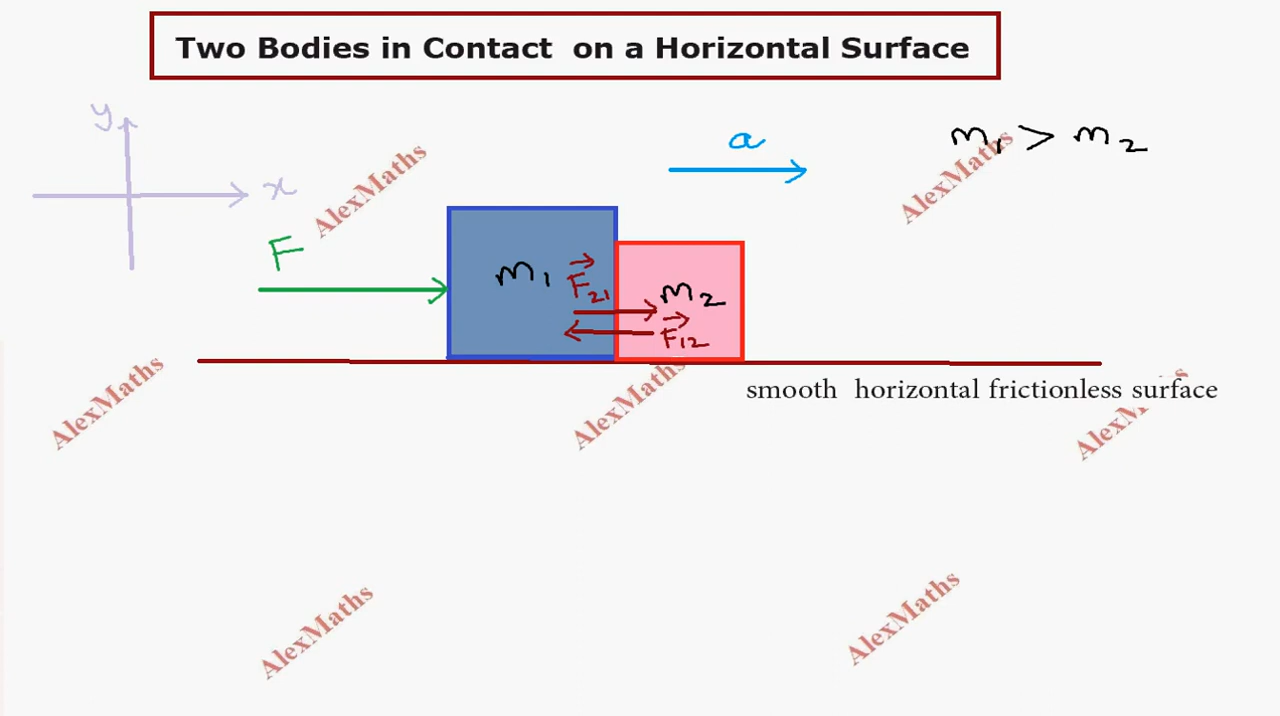 Two Bodies in Contact on a Horizontal Surface
y
x
a
m₁ > m₂
AlexMaths
AlexMaths
F
m₁
F₂₁
m₂
F₁₂
smooth horizontal frictionless surface
AlexMaths
AlexMaths
AlexMaths
AlexMaths
AlexMaths